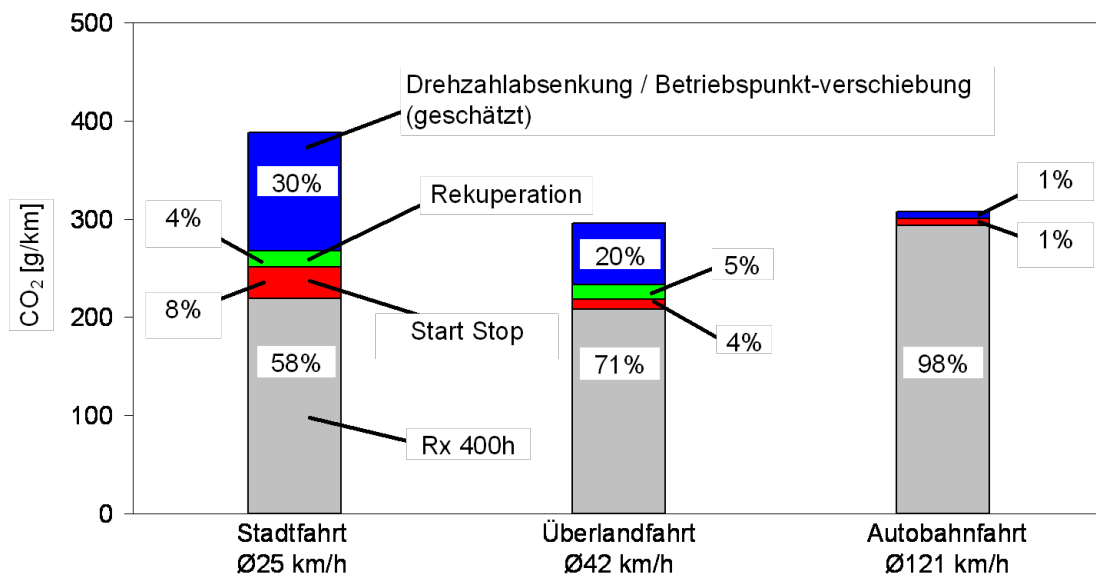 500
400
300
200
100
0
CO₂ [g/km]
Drehzahlabsenkung / Betriebspunkt-verschiebung
(geschätzt)
30%
Rekuperation
4%
8%
Start Stop
58%
Rx 400h
20%
5%
4%
71%
1%
1%
98%
Stadtfahrt
Ø25 km/h
Überlandfahrt
Ø42 km/h
Autobahnfahrt
Ø121 km/h